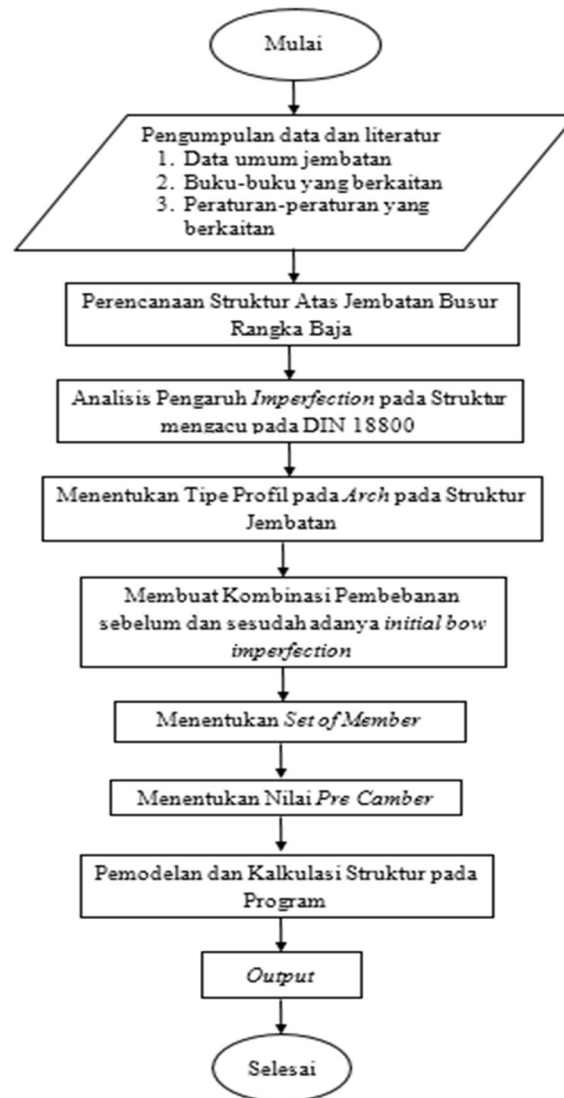 Mulai
Pengumpulan data dan literatur
1. Data umum jembatan
2. Buku-buku yang berkaitan
3. Peraturan-peraturan yang
berkaitan
Perencanaan Struktur Atas Jembatan Busur
Rangka Baja
Analisis Pengaruh Imperfection pada Struktur
mengacu pada DIN 18800
Menentukan Tipe Profil pada Arch pada Struktur
Jembatan
Membuat Kombinasi Pembebanan
sebelum dan sesudah adanya initial bow
imperfection
Menentukan Set of Member
Menentukan Nilai Pre Camber
Pemodelan dan Kalkulasi Struktur pada
Program
Output
Selesai